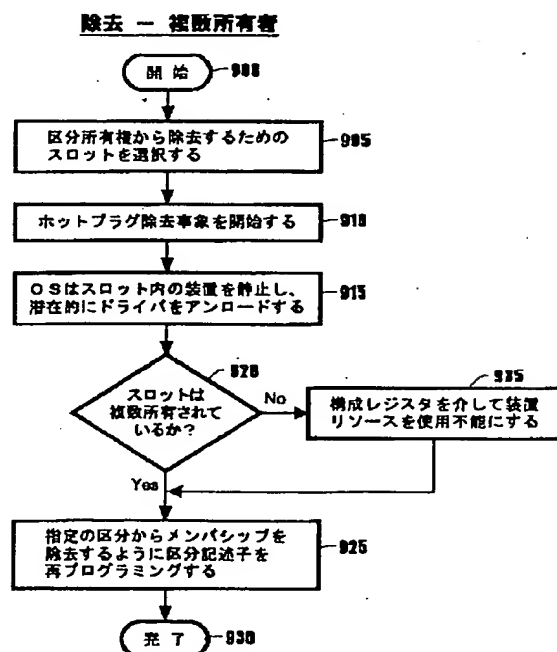 除去 － 複数所有者
開始
900
区分所有権から除去するための
スロットを選択する
905
ホットプラグ除去事象を開始する
910
OSはスロット内の装置を静止し、
潜在的にドライバをアンロードする
915
920
スロットは
複数所有されて
いるか?
No
935
構成レジスタを介して装置
リソースを使用不能にする
Yes
指定の区分からメンバシップを
除去するように区分記述子を
再プログラミングする
925
完了
930